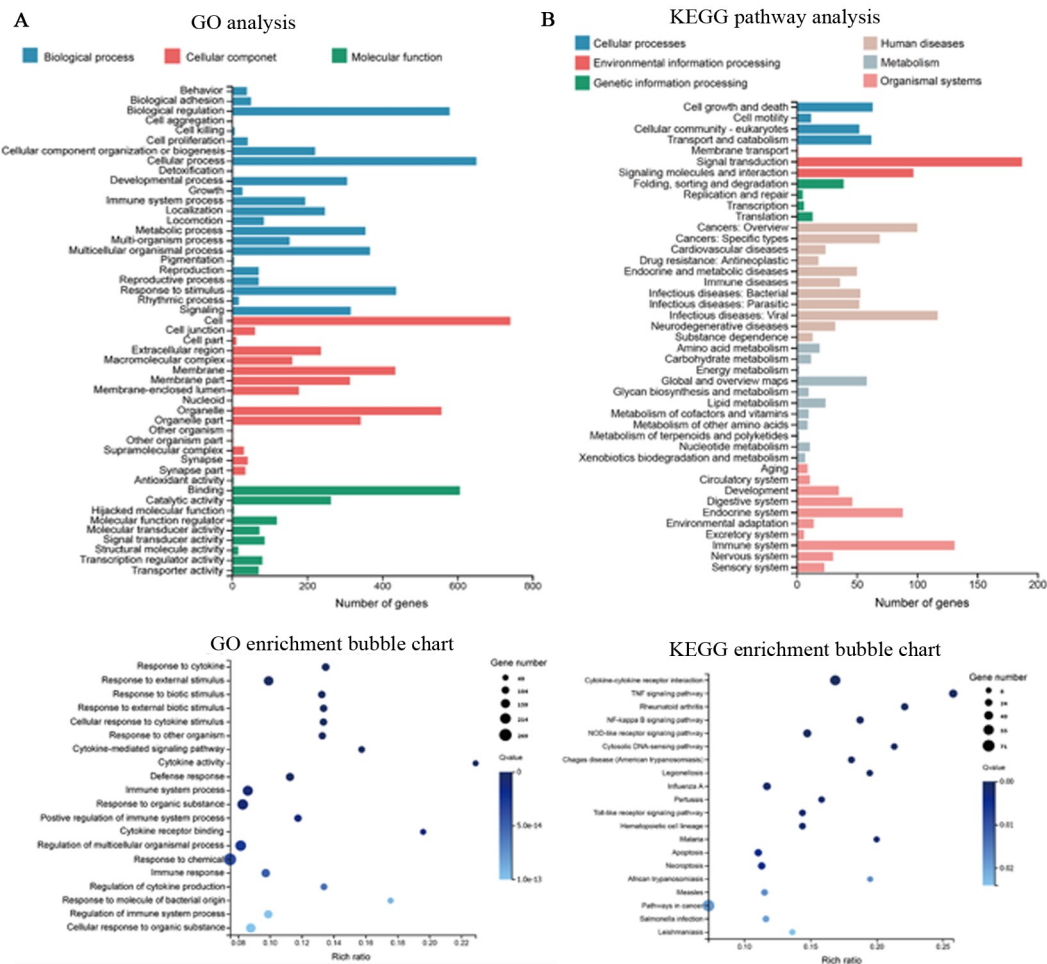 A
GO analysis
Biological process
Cellular componet
Molecular function
Behavior
Biological adhesion
Biological regulation
Cell aggregation
Cell killing
Cell proliferation
Cellular component organization or biogenesis
Cellular process
Detoxification
Developmental process
Growth
Immune system process
Localization
Locomotion
Metabolic process
Multi-organism process
Multicellular organismal process
Pigmentation
Reproduction
Reproductive process
Response to stimulus
Rhythmic process
Signaling
Cell
Cell junction
Cell part
Extracellular region
Macromolecular complex
Membrane
Membrane part
Membrane-enclosed lumen
Nucleoid
Organelle
Organelle part
Other organism
Other organism part
Supramolecular complex
Synapse
Synapse part
Antioxidant activity
Binding
Catalytic activity
Hijacked molecular function
Molecular function regulator
Molecular transducer activity
Signal transducer activity
Structural molecule activity
Transcription regulator activity
Transporter activity
0 200 400 600 800
Number of genes
B
KEGG pathway analysis
Cellular processes
Environmental information processing
Genetic information processing
Human diseases
Metabolism
Organismal systems
Cell growth and death
Cell motility
Cellular community - eukaryotes
Transport and catabolism
Membrane transport
Signal transduction
Signaling molecules and interaction
Folding, sorting and degradation
Replication and repair
Transcription
Translation
Cancers: Overview
Cancers: Specific types
Cardiovascular diseases
Drug resistance: Antineoplastic
Endocrine and metabolic diseases
Immune diseases
Infectious diseases: Bacterial
Infectious diseases: Parasitic
Infectious diseases: Viral
Neurodegenerative diseases
Substance dependence
Amino acid metabolism
Carbohydrate metabolism
Energy metabolism
Global and overview maps
Glycan biosynthesis and metabolism
Lipid metabolism
Metabolism of cofactors and vitamins
Metabolism of other amino acids
Metabolism of terpenoids and polyketides
Nucleotide metabolism
Xenobiotics biodegradation and metabolism
Aging
Circulatory system
Development
Digestive system
Endocrine system
Environmental adaptation
Excretory system
Immune system
Nervous system
Sensory system
0 50 100 150 200
Number of genes
GO enrichment bubble chart
Response to cytokine
Response to external stimulus
Response to biotic stimulus
Response to external biotic stimulus
Cellular response to cytokine stimulus
Response to other organism
Cytokine-mediated signaling pathway
Cytokine activity
Defense response
Immune system process
Response to organic substance
Postive regulation of immune system process
Cytokine receptor binding
Regulation of multicellular organismal process
Response to chemical
Immune response
Regulation of cytokine production
Response to molecule of bacterial origin
Regulation of immune system process
Cellular response to organic substance
0.08 0.10 0.12 0.14 0.16 0.18 0.20 0.22
Rich ratio
Gene number
49
104
159
214
269
Qvalue
0
5.0e-14
1.0e-13
KEGG enrichment bubble chart
Cytokine-cytokine receptor interaction
TNF signaling pathway
Rheumatoid arthritis
NF-kappa B signaling pathway
NOD-like receptor signaling pathway
Cytosolic DNA-sensing pathway
Chagas disease (American trypanosomiasis)
Legionellosis
Influenza A
Pertussis
Toll-like receptor signaling pathway
Hematopoietic cell lineage
Malaria
Apoptosis
Necroptosis
African trypanosomiasis
Measles
Pathways in cancer
Salmonella infection
Leishmaniasis
0.10 0.15 0.20 0.25
Rich ratio
Gene number
71
Qvalue
0.00
0.01
0.02